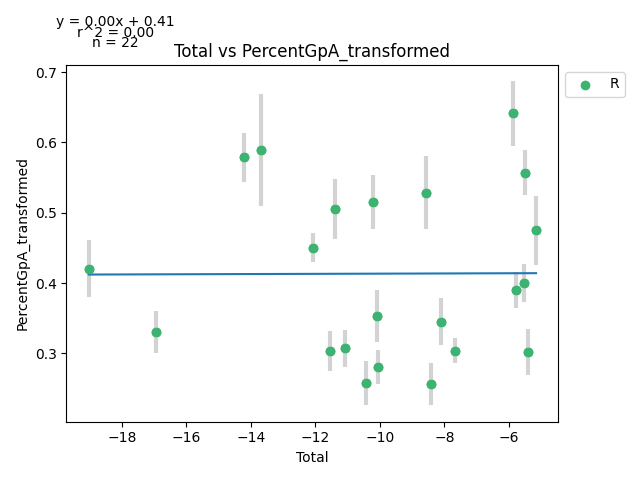 y = 0.00x + 0.41
r^2 = 0.00
n = 22
Total vs PercentGpA_transformed
R
PercentGpA_transformed
0.7
0.6
0.5
0.4
0.3
−18
−16
−14
−12
−10
−8
−6
Total